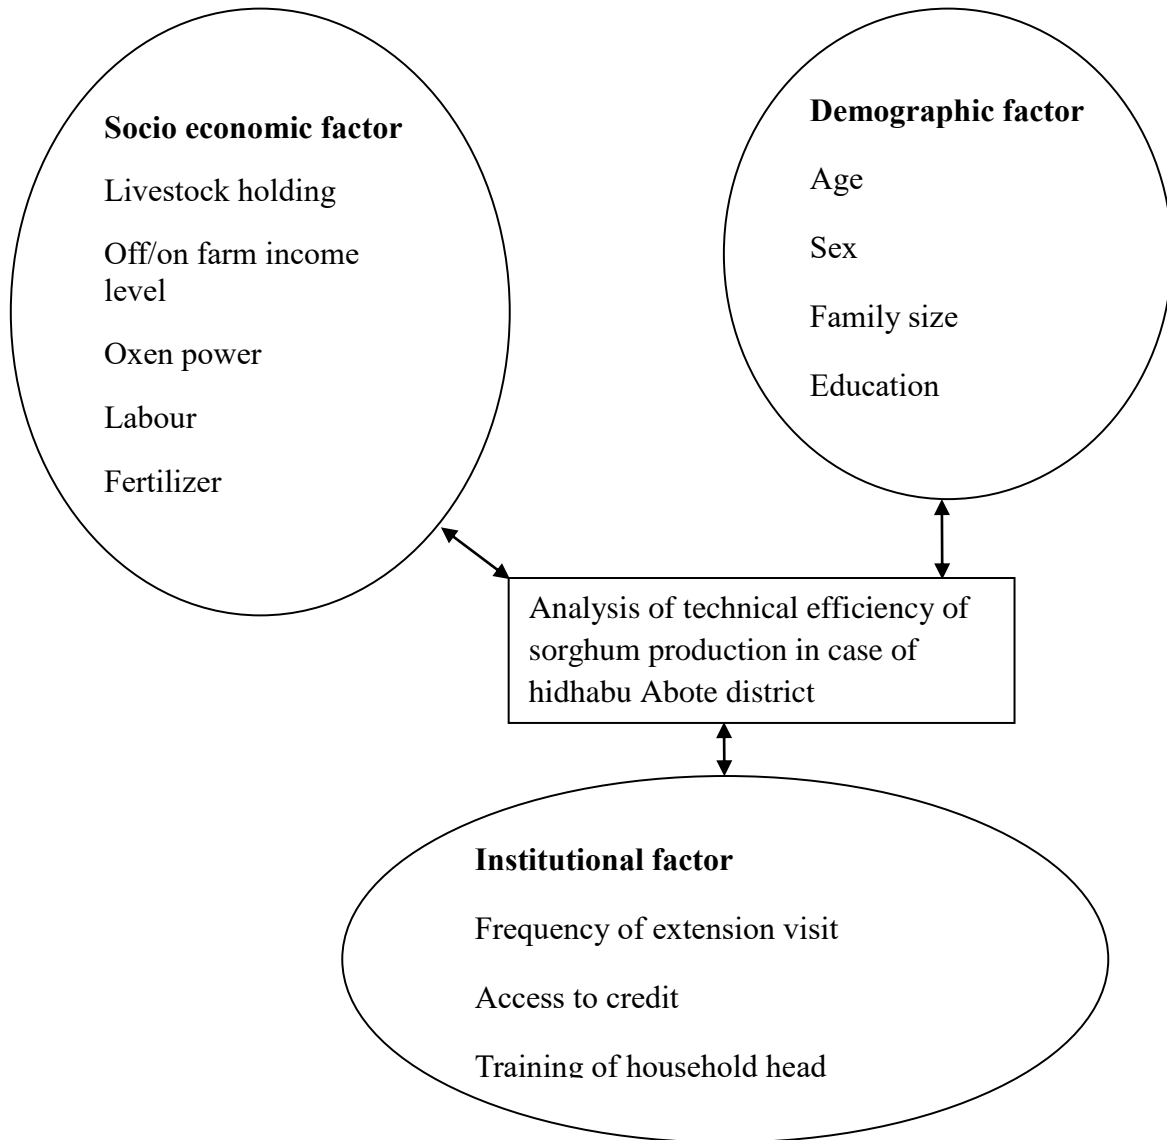 Socio economic factor
Livestock holding
Off/on farm income
level
Oxen power
Labour
Fertilizer
Demographic factor
Age
Sex
Family size
Education
Analysis of technical efficiency of
sorghum production in case of
hidhabu Abote district
Institutional factor
Frequency of extension visit
Access to credit
Training of household head